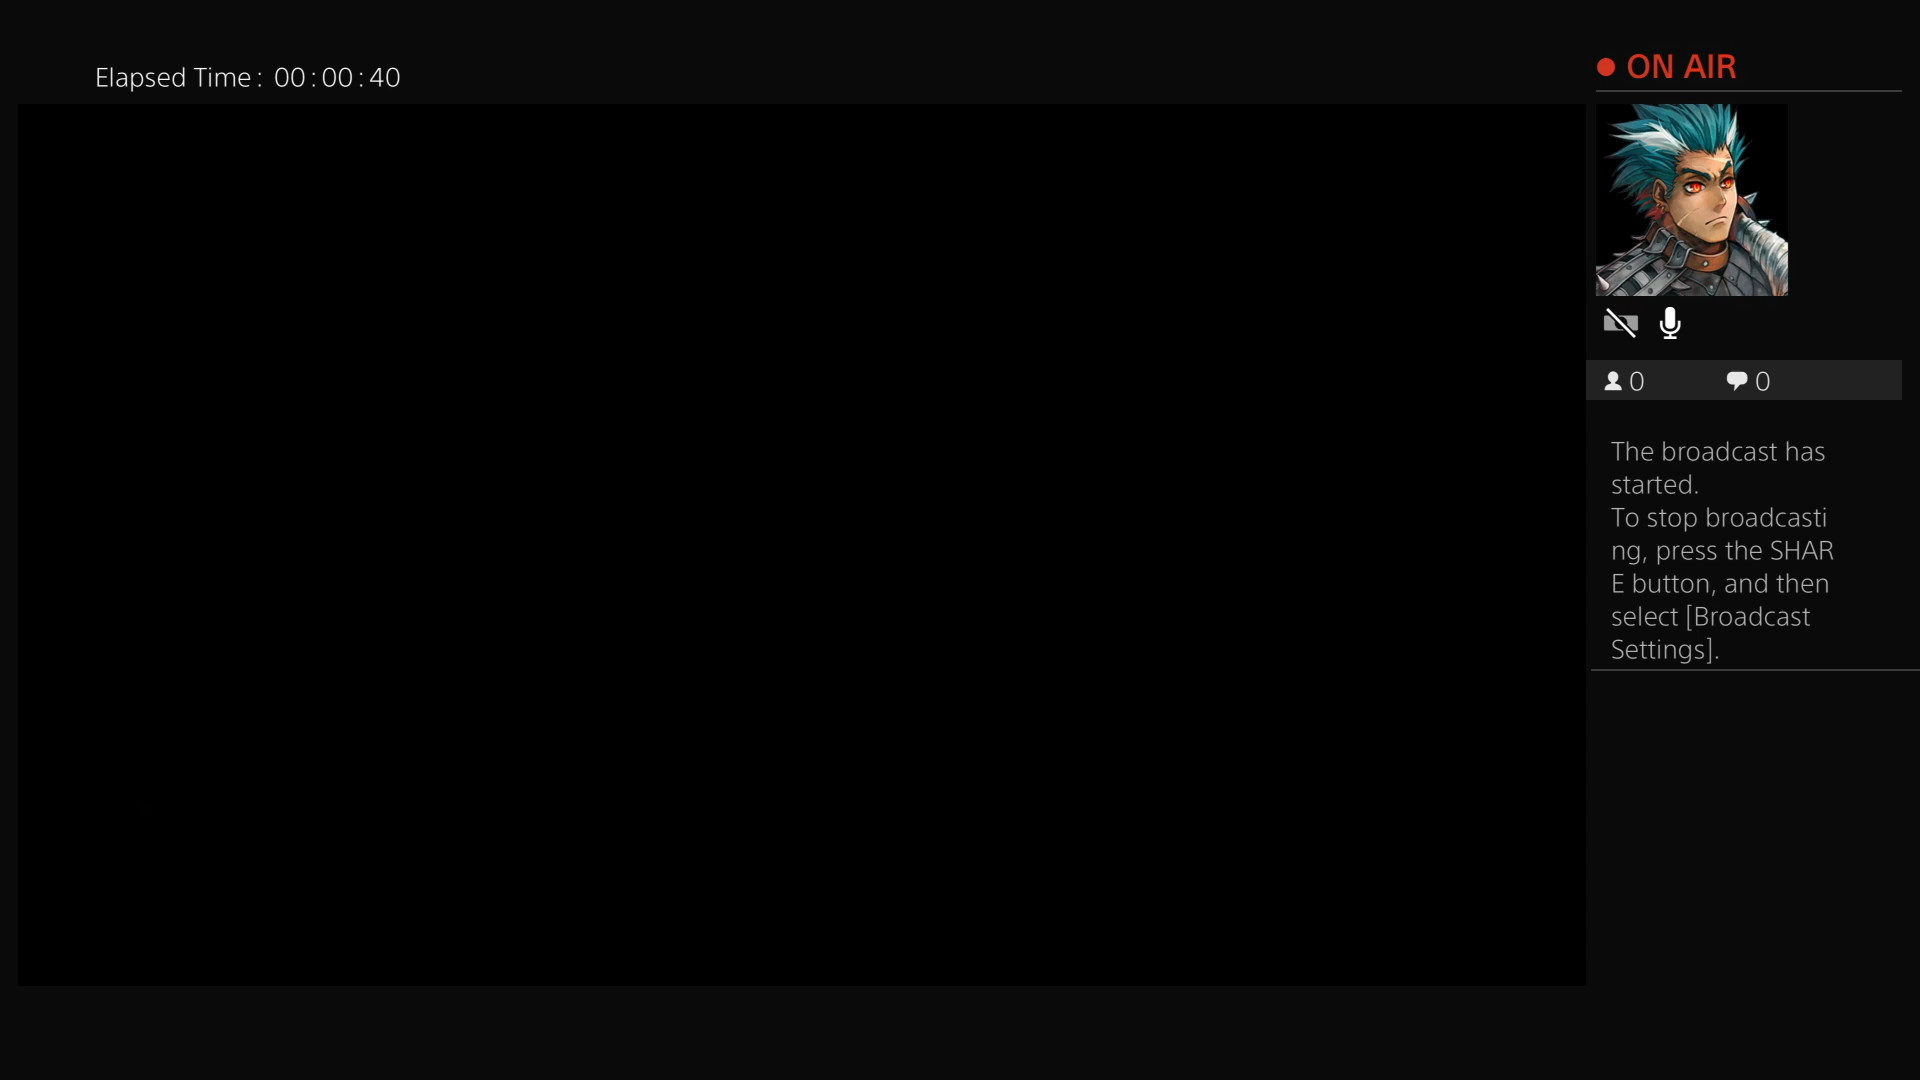 Elapsed Time: 00:00:40
ON AIR
0 0
The broadcast has
started.
To stop broadcasti
ng, press the SHAR
E button, and then
select [Broadcast
Settings].